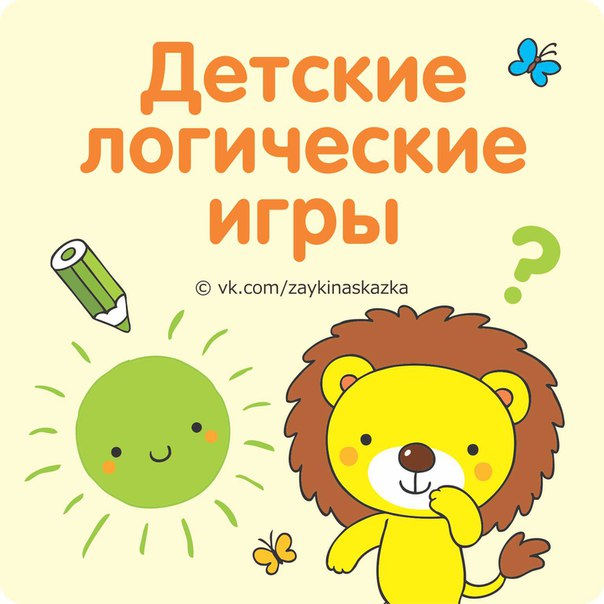 Детские
логические
игры
© vk.com/zaykinaskazka
?